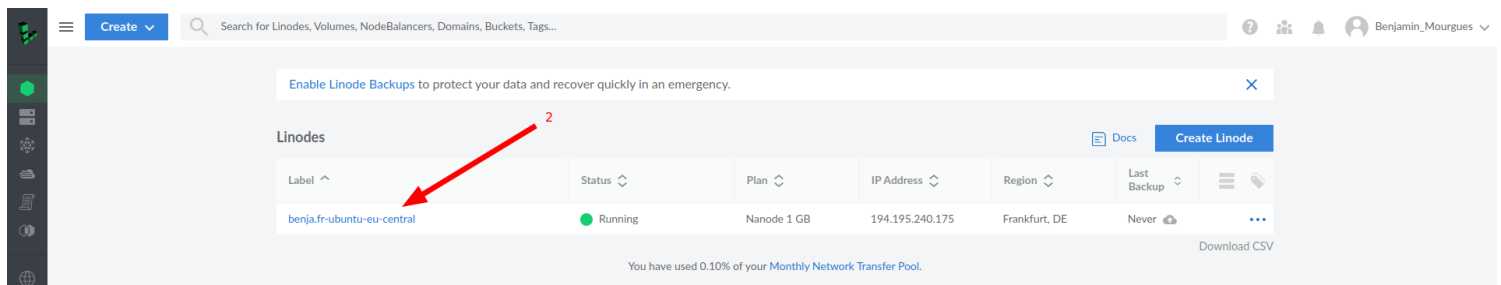 Create
Search for Linodes, Volumes, NodeBalancers, Domains, Buckets, Tags...
Benjamin_Mourgues
Enable Linode Backups to protect your data and recover quickly in an emergency.
2
Linodes
Docs
Create Linode
Label
Status
Plan
IP Address
Region
Last
Backup
benja.fr-ubuntu-eu-central
Running
Nanode 1 GB
194.195.240.175
Frankfurt, DE
Never
Download CSV
You have used 0.10% of your Monthly Network Transfer Pool.